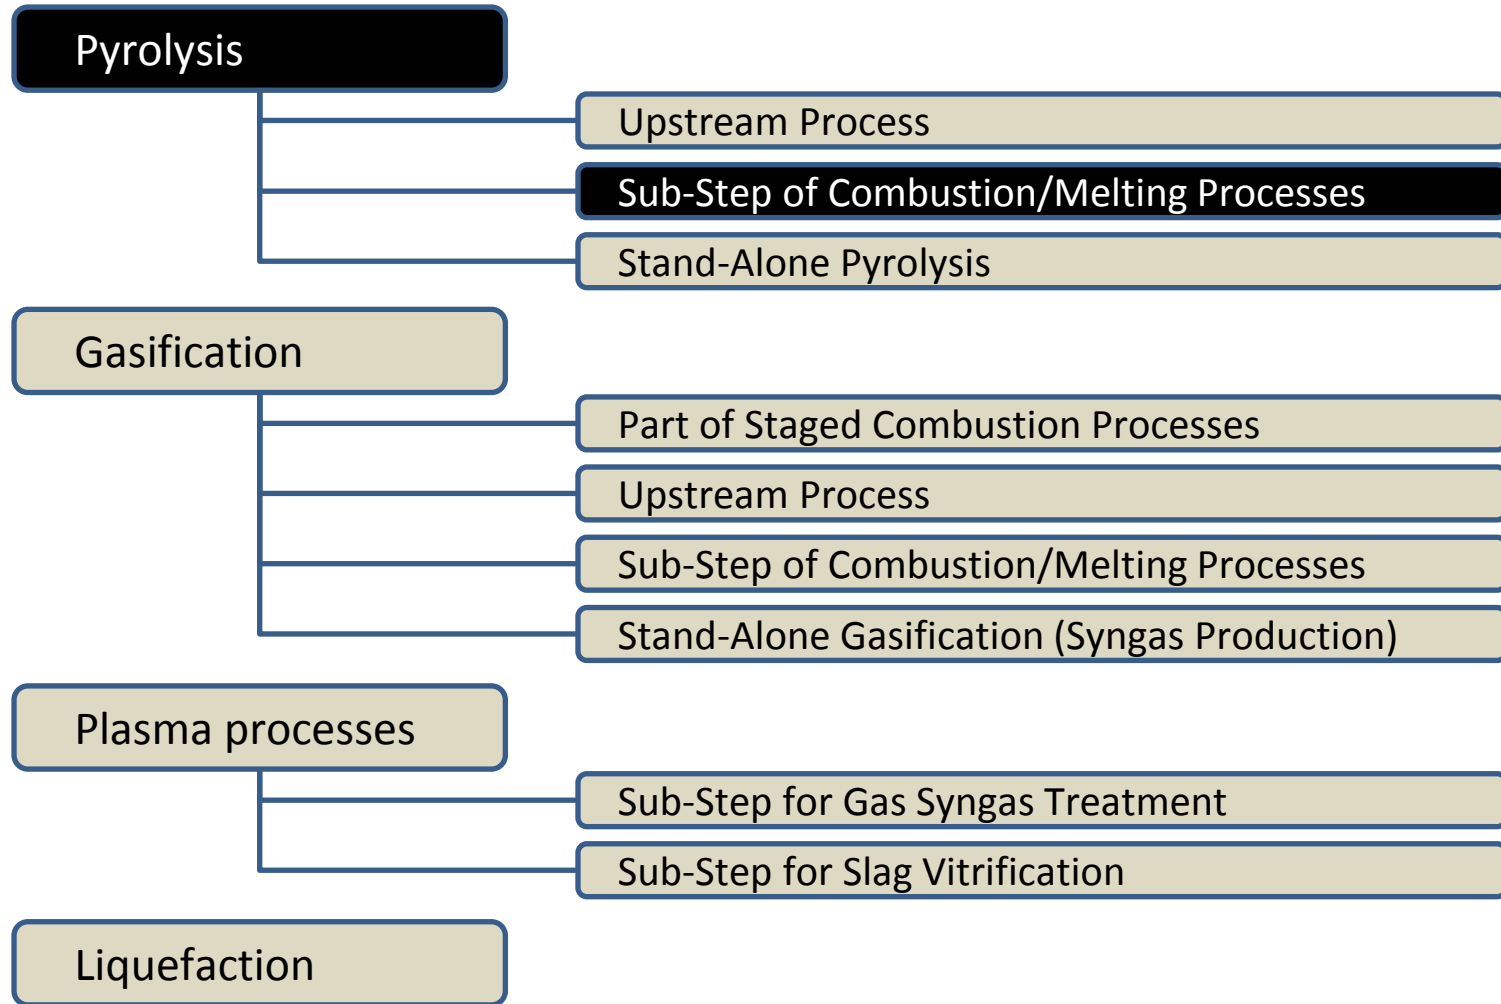 Pyrolysis
Upstream Process
Sub-Step of Combustion/Melting Processes
Stand-Alone Pyrolysis
Gasification
Part of Staged Combustion Processes
Upstream Process
Sub-Step of Combustion/Melting Processes
Stand-Alone Gasification (Syngas Production)
Plasma processes
Sub-Step for Gas Syngas Treatment
Sub-Step for Slag Vitrification
Liquefaction